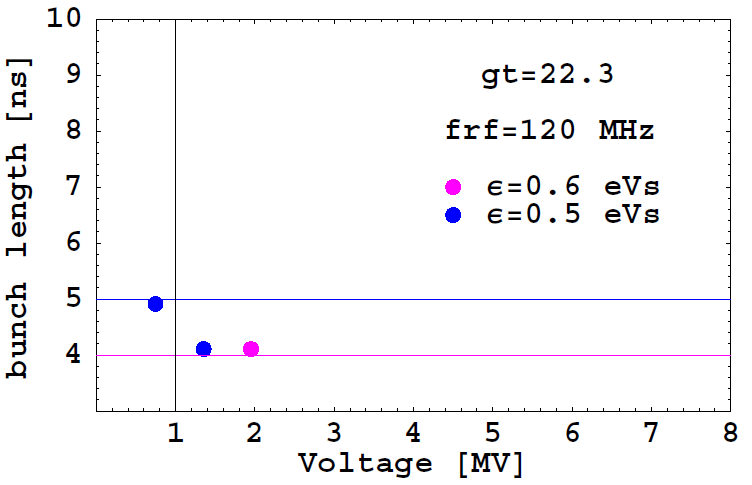 bunch length [ns]
10
9
8
7
6
5
4
gt=22.3
frf=120 MHz
ϵ=0.6 eVs
ϵ=0.5 eVs
1 2 3 4 5 6 7 8
Voltage [MV]